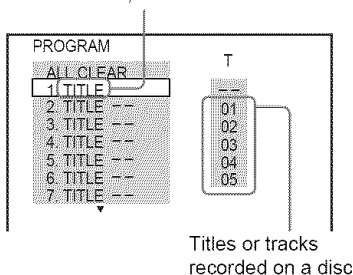 PROGRAM
T
ALL CLEAR
1. TITLE
– –
2. TITLE – –
01
3. TITLE – –
02
4. TITLE – –
03
5. TITLE – –
04
6. TITLE – –
05
7. TITLE – –
Titles or tracks
recorded on a disc